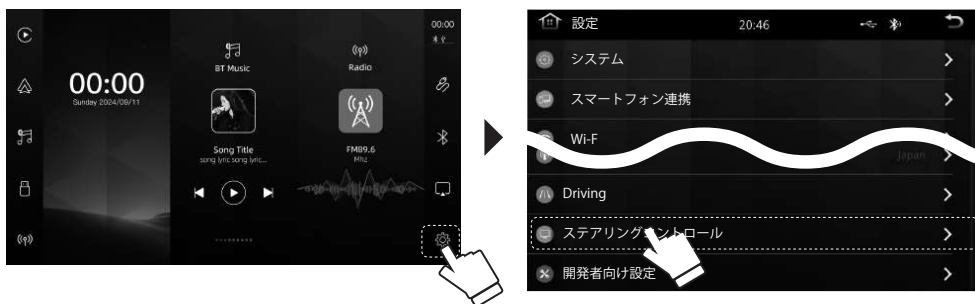 00:00
BT Music
Radio
00:00
Sunday 2024/09/11
Song Title
song lyric song lyric...
FM89.6
Mhz
設定
20:46
システム
スマートフォン連携
Wi-F
Japan
Driving
ステアリングコントロール
開発者向け設定